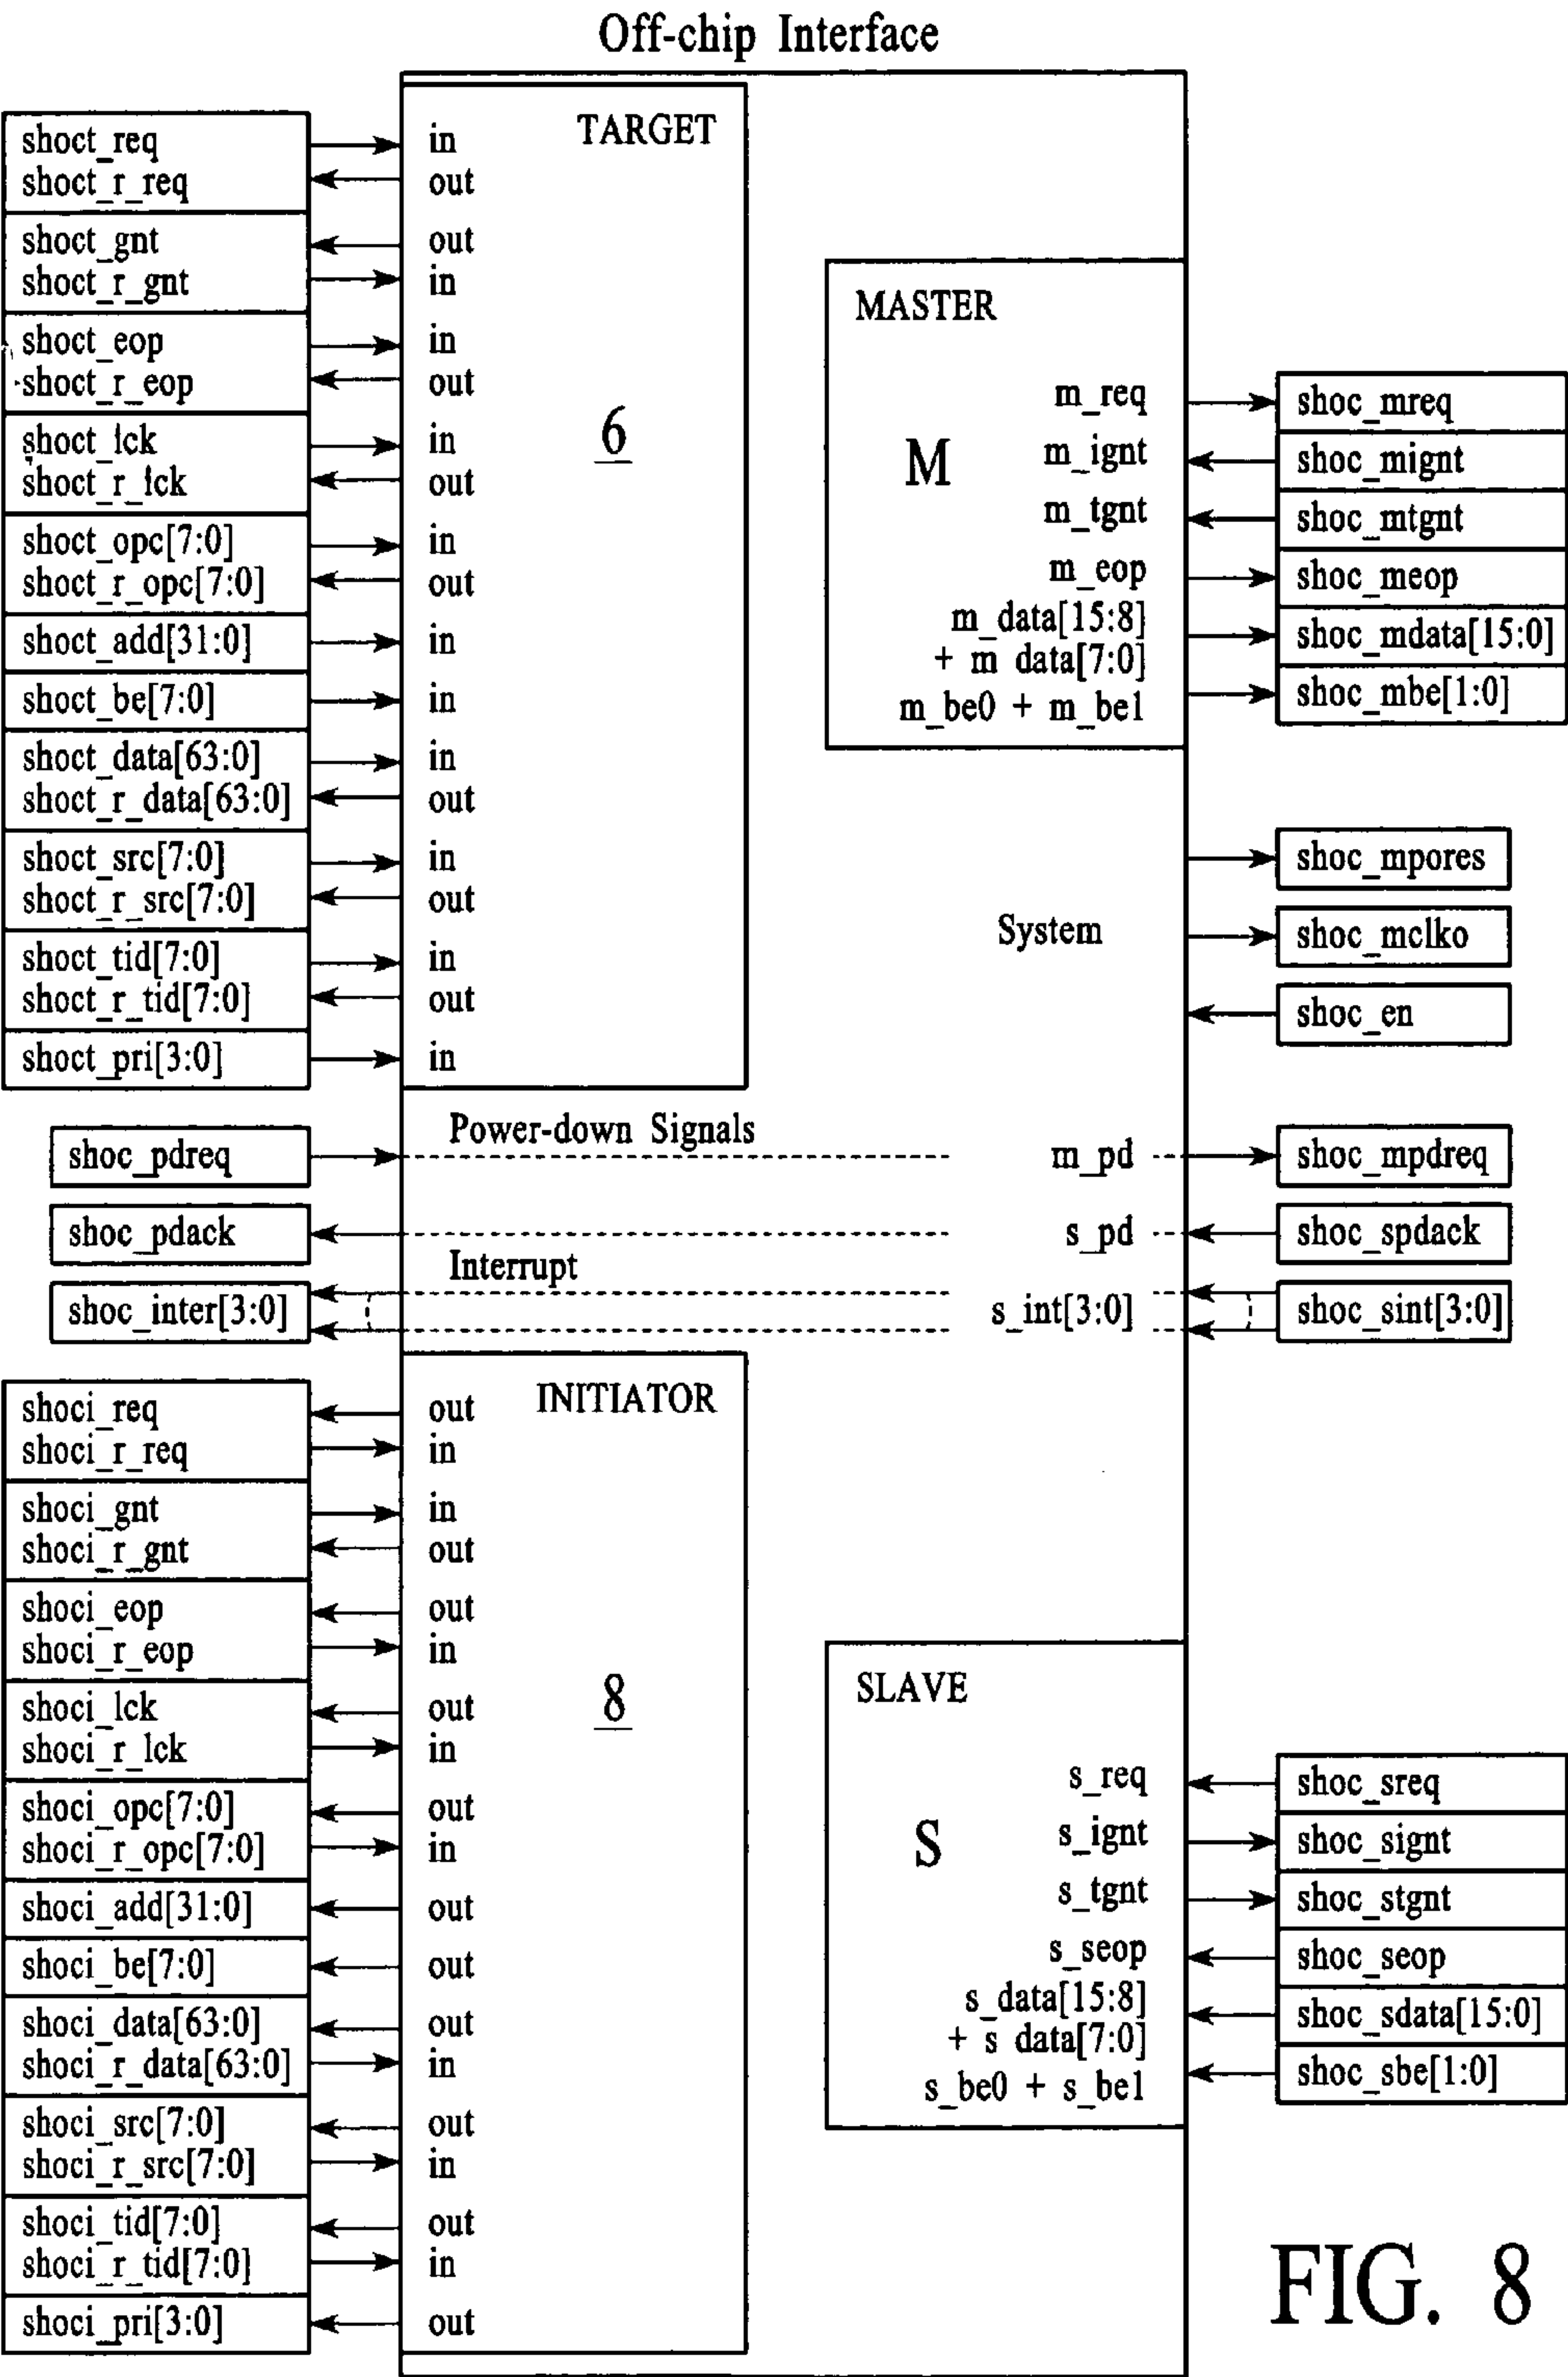 Off-chip Interface
shoct_req
shoct_r_req
shoct_gnt
shoct_r_gnt
shoct_eop
shoct_r_eop
shoct_lck
shoct_r_lck
shoct_opc[7:0]
shoct_r_opc[7:0]
shoct_add[31:0]
shoct_be[7:0]
shoct_data[63:0]
shoct_r_data[63:0]
shoct_src[7:0]
shoct_r_src[7:0]
shoct_tid[7:0]
shoct_r_tid[7:0]
shoct_pri[3:0]
in
out
out
in
in
out
in
out
in
out
in
in
in
out
in
out
in
out
in
TARGET
6
MASTER
M
m_req
m_ignt
m_tgnt
m_eop
m_data[15:8]
+ m data[7:0]
m_be0 + m_be1
shoc_mreq
shoc_mignt
shoc_mtgnt
shoc_meop
shoc_mdata[15:0]
shoc_mbe[1:0]
System
shoc_mpores
shoc_mclko
shoc_en
Power-down Signals
shoc_pdreq
m_pd
shoc_mpdreq
shoc_pdack
s_pd
shoc_spdack
Interrupt
shoc_inter[3:0]
s_int[3:0]
shoc_sint[3:0]
shoci_req
shoci_r_req
shoci_gnt
shoci_r_gnt
shoci_eop
shoci_r_eop
shoci_lck
shoci_r_lck
shoci_opc[7:0]
shoci_r_opc[7:0]
shoci_add[31:0]
shoci_be[7:0]
shoci_data[63:0]
shoci_r_data[63:0]
shoci_src[7:0]
shoci_r_src[7:0]
shoci_tid[7:0]
shoci_r_tid[7:0]
shoci_pri[3:0]
out
in
in
out
out
in
out
in
out
in
out
out
out
in
out
in
out
in
out
INITIATOR
8
SLAVE
S
s_req
s_ignt
s_tgnt
s_seop
s_data[15:8]
+ s data[7:0]
s_be0 + s_be1
shoc_sreq
shoc_signt
shoc_stgnt
shoc_seop
shoc_sdata[15:0]
shoc_sbe[1:0]
FIG. 8